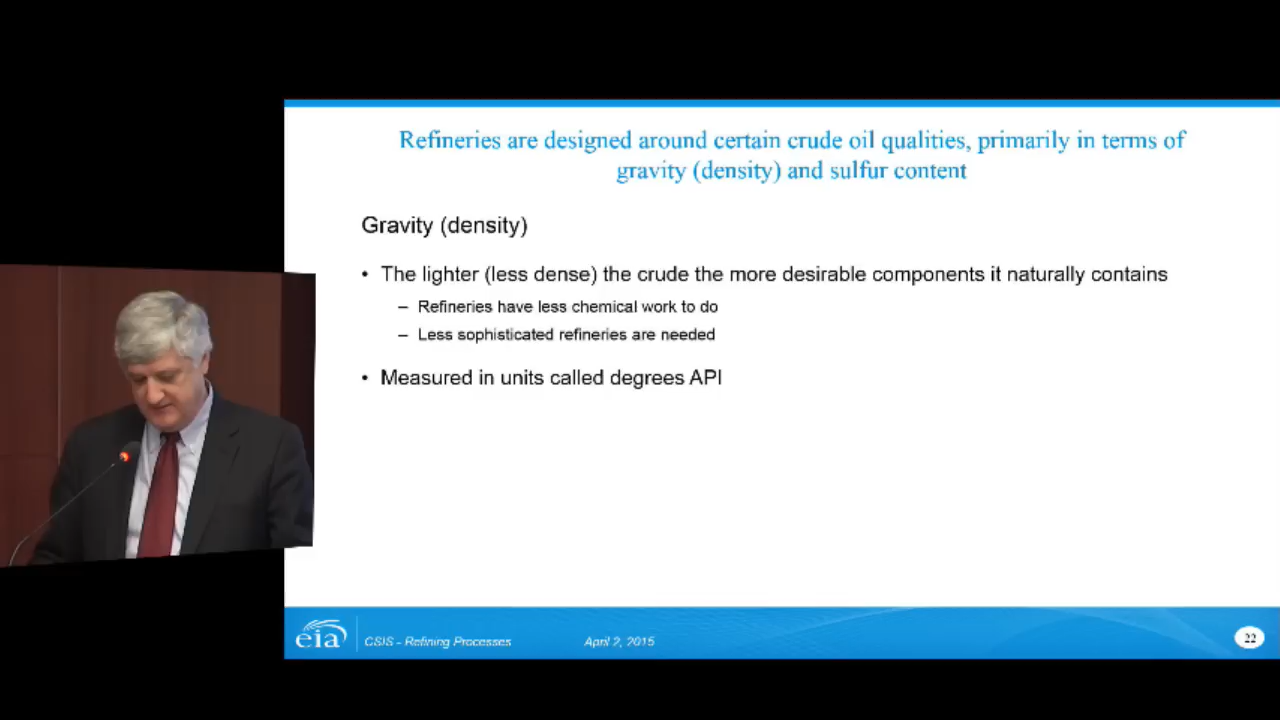 Refineries are designed around certain crude oil qualities, primarily in terms of
gravity (density) and sulfur content
Gravity (density)
• The lighter (less dense) the crude the more desirable components it naturally contains
– Refineries have less chemical work to do
– Less sophisticated refineries are needed
• Measured in units called degrees API
eia
CSIS - Refining Processes
April 2, 2015
22